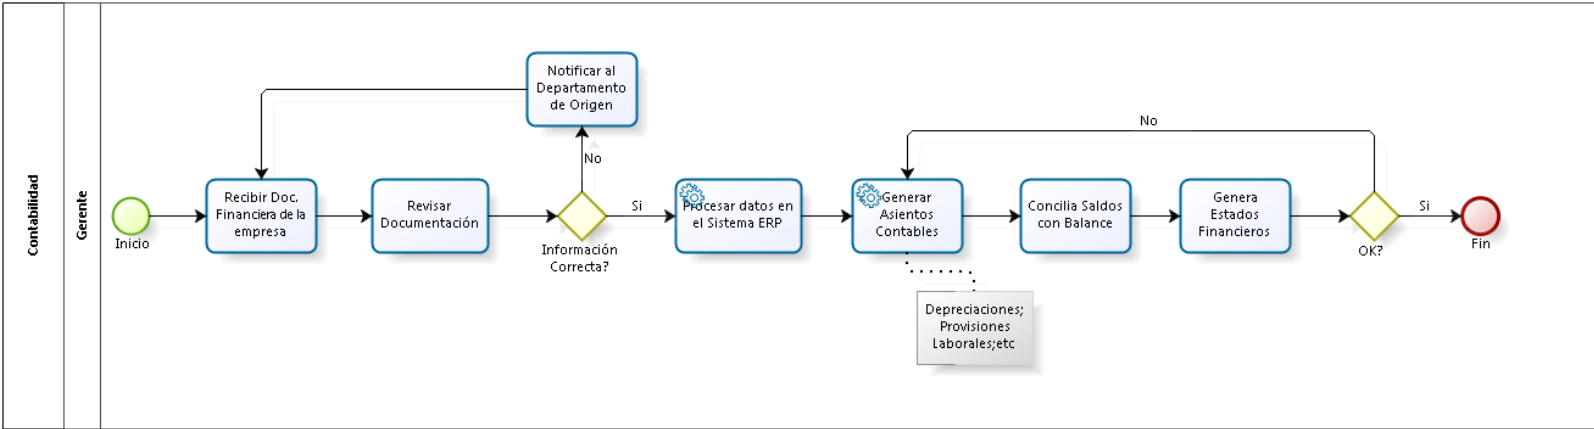 Contabilidad
Gerente
Inicio
Recibir Doc.
Financiera de la
empresa
Revisar
Documentación
Notificar al
Departamento
de Origen
No
Información
Correcta?
Si
Procesar datos en
el Sistema ERP
Generar
Asientos
Contables
Depreciaciones;
Provisiones
Laborales;etc
Concilia Saldos
con Balance
Genera
Estados
Financieros
No
OK?
Si
Fin